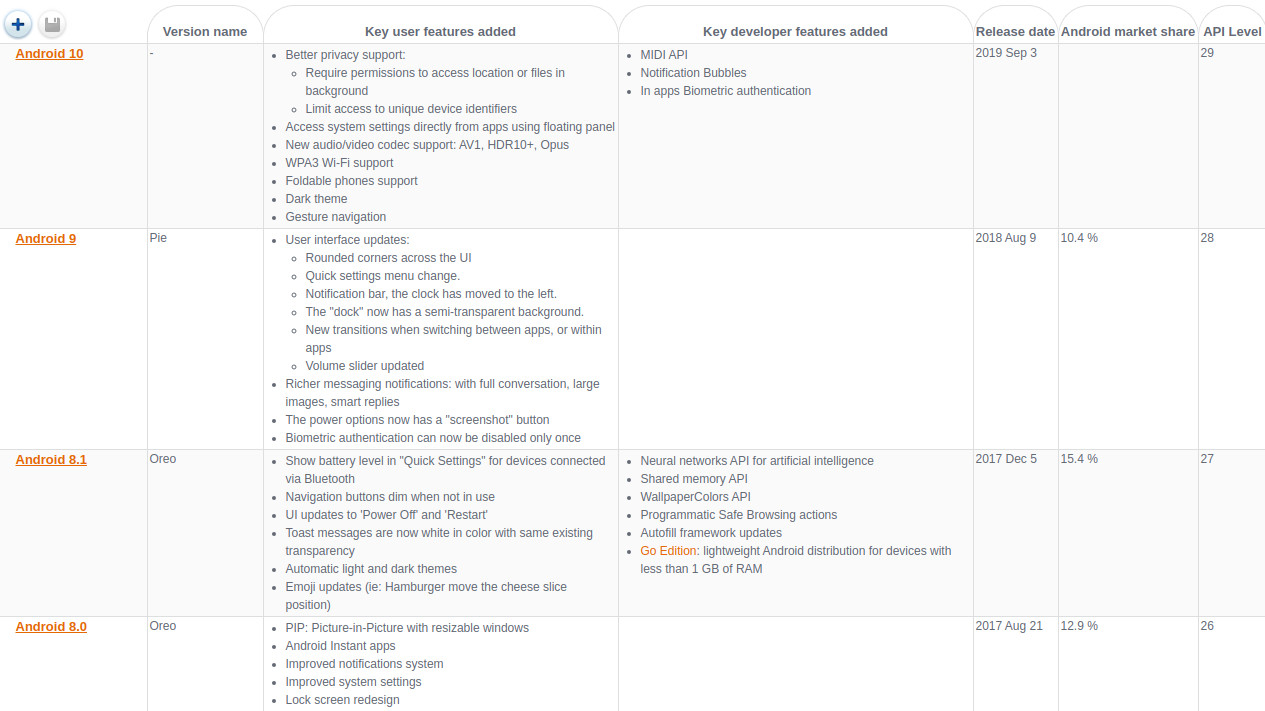 Version name Key user features added Key developer features added Release date Android market share API Level
Android 10
-
Better privacy support:
Require permissions to access location or files in
background
Limit access to unique device identifiers
Access system settings directly from apps using floating panel
New audio/video codec support: AV1, HDR10+, Opus
WPA3 Wi-Fi support
Foldable phones support
Dark theme
Gesture navigation
MIDI API
Notification Bubbles
In apps Biometric authentication
2019 Sep 3
29
Android 9
Pie
User interface updates:
Rounded corners across the UI
Quick settings menu change.
Notification bar, the clock has moved to the left.
The "dock" now has a semi-transparent background.
New transitions when switching between apps, or within
apps
Volume slider updated
Richer messaging notifications: with full conversation, large
images, smart replies
The power options now has a "screenshot" button
Biometric authentication can now be disabled only once
2018 Aug 9
10.4 %
28
Android 8.1
Oreo
Show battery level in "Quick Settings" for devices connected
via Bluetooth
Navigation buttons dim when not in use
UI updates to 'Power Off' and 'Restart'
Toast messages are now white in color with same existing
transparency
Automatic light and dark themes
Emoji updates (ie: Hamburger move the cheese slice
position)
Neural networks API for artificial intelligence
Shared memory API
WallpaperColors API
Programmatic Safe Browsing actions
Autofill framework updates
Go Edition: lightweight Android distribution for devices with
less than 1 GB of RAM
2017 Dec 5
15.4 %
27
Android 8.0
Oreo
PIP: Picture-in-Picture with resizable windows
Android Instant apps
Improved notifications system
Improved system settings
Lock screen redesign
2017 Aug 21
12.9 %
26